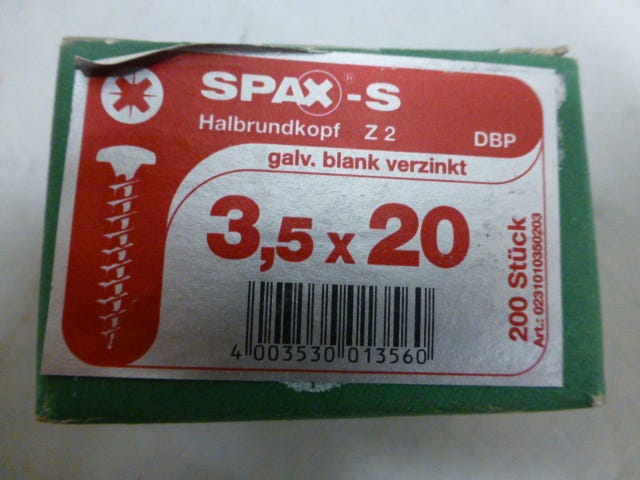 SPAX®-S
Halbrundkopf Z 2
DBP
galv. blank verzinkt
3,5 x 20
200 Stück
Art.: 0231010350203
4 003530 013560